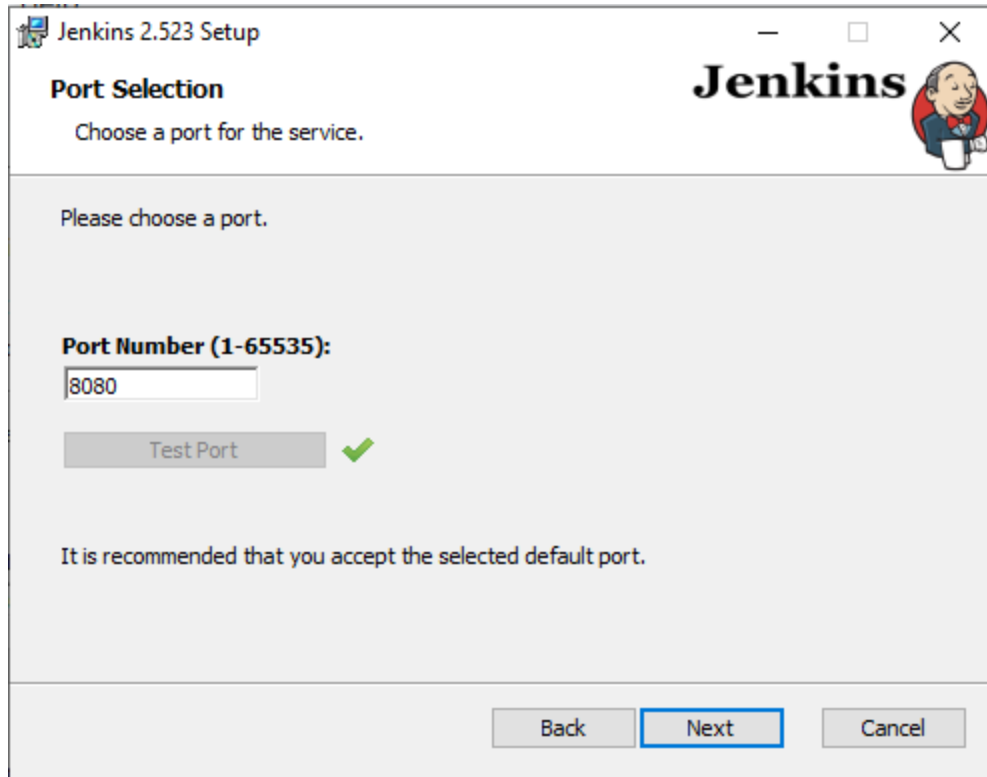 Jenkins 2.523 Setup
Port Selection
Jenkins
Choose a port for the service.
Please choose a port.
Port Number (1-65535):
8080
Test Port
It is recommended that you accept the selected default port.
Back
Next
Cancel